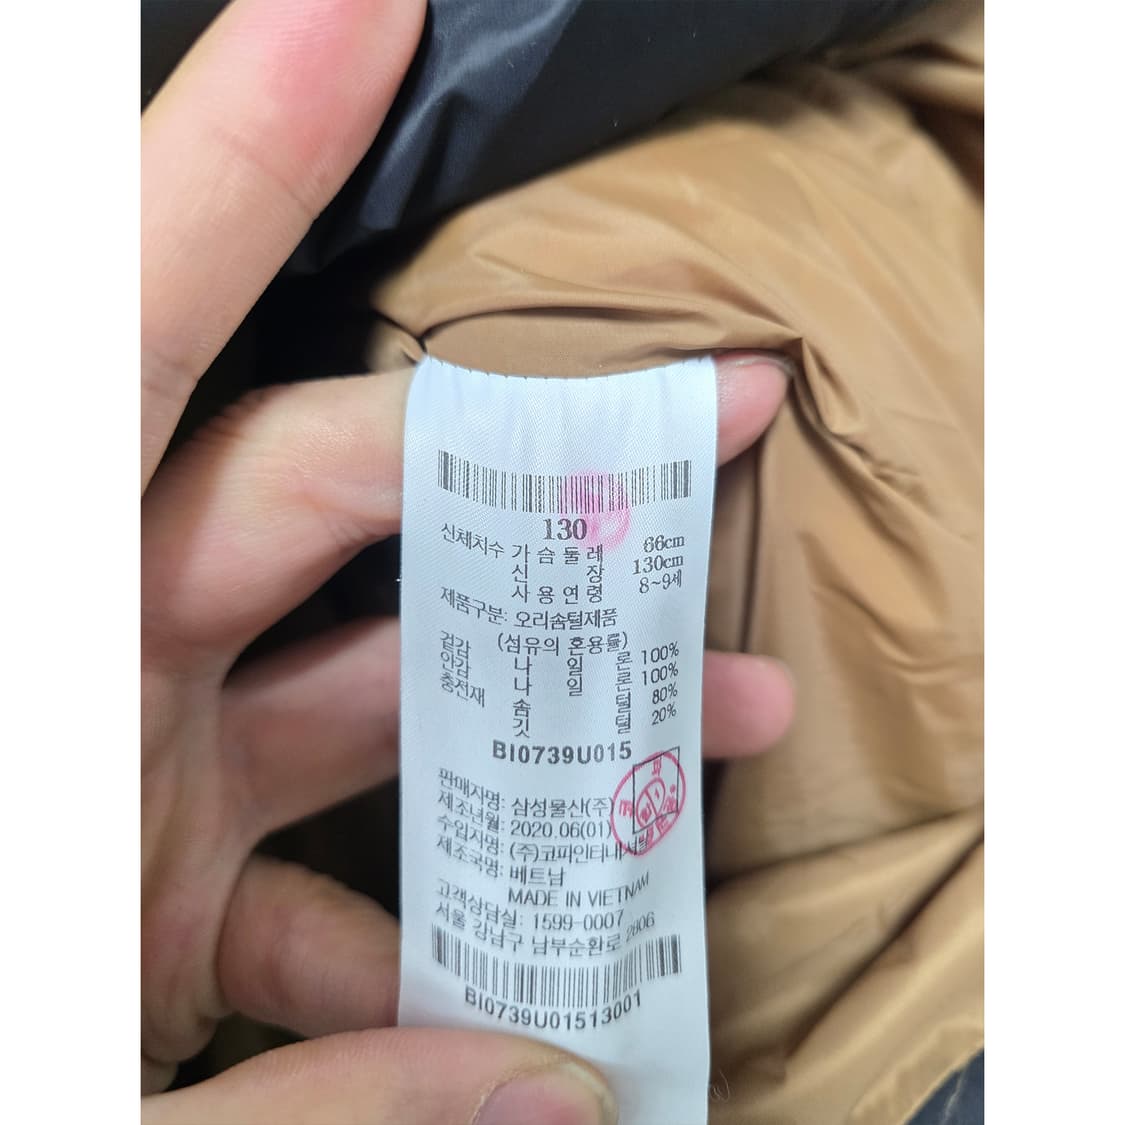 130
신체치수 가슴둘레 66cm
신장 130cm
사용연령 8~9세
제품구분: 오리솜털제품
(섬유의 혼용률)
겉감 나일론 100%
안감 나일론 100%
충전재 솜털 80%
깃털 20%
BI0739U015
판매자명: 삼성물산(주)
제조년월: 2020.06(01)
수입자명: (주)코피인터내셔날
제조국명: 베트남
MADE IN VIETNAM
고객상담실: 1599-0007
서울 강남구 남부순환로 2806
BI0739U01513001